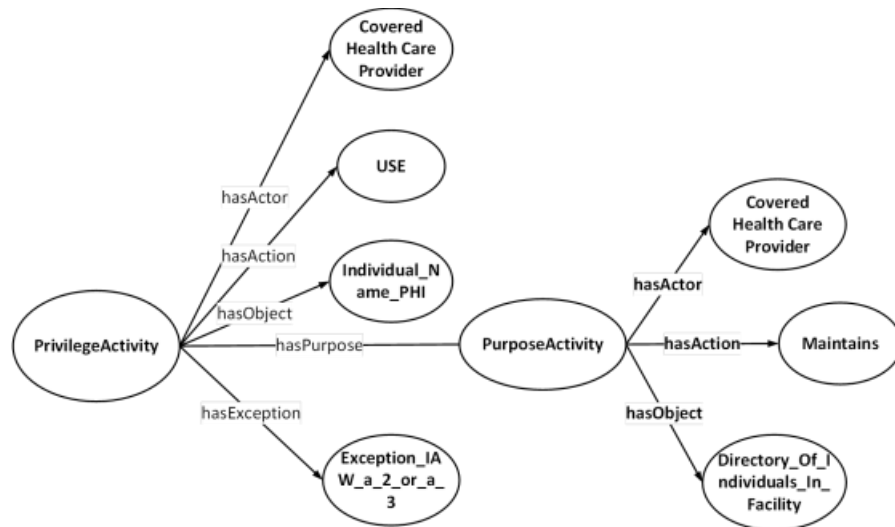 Covered
Health Care
Provider
USE
hasActor
hasAction
Individual_N
ame_PHI
hasObject
PrivilegeActivity
hasPurpose
hasException
Exception_IA
W_a_2_or_a_
3
PurposeActivity
Covered
Health Care
Provider
hasActor
hasAction
Maintains
hasObject
Directory_Of_I
ndividuals_In_
Facility